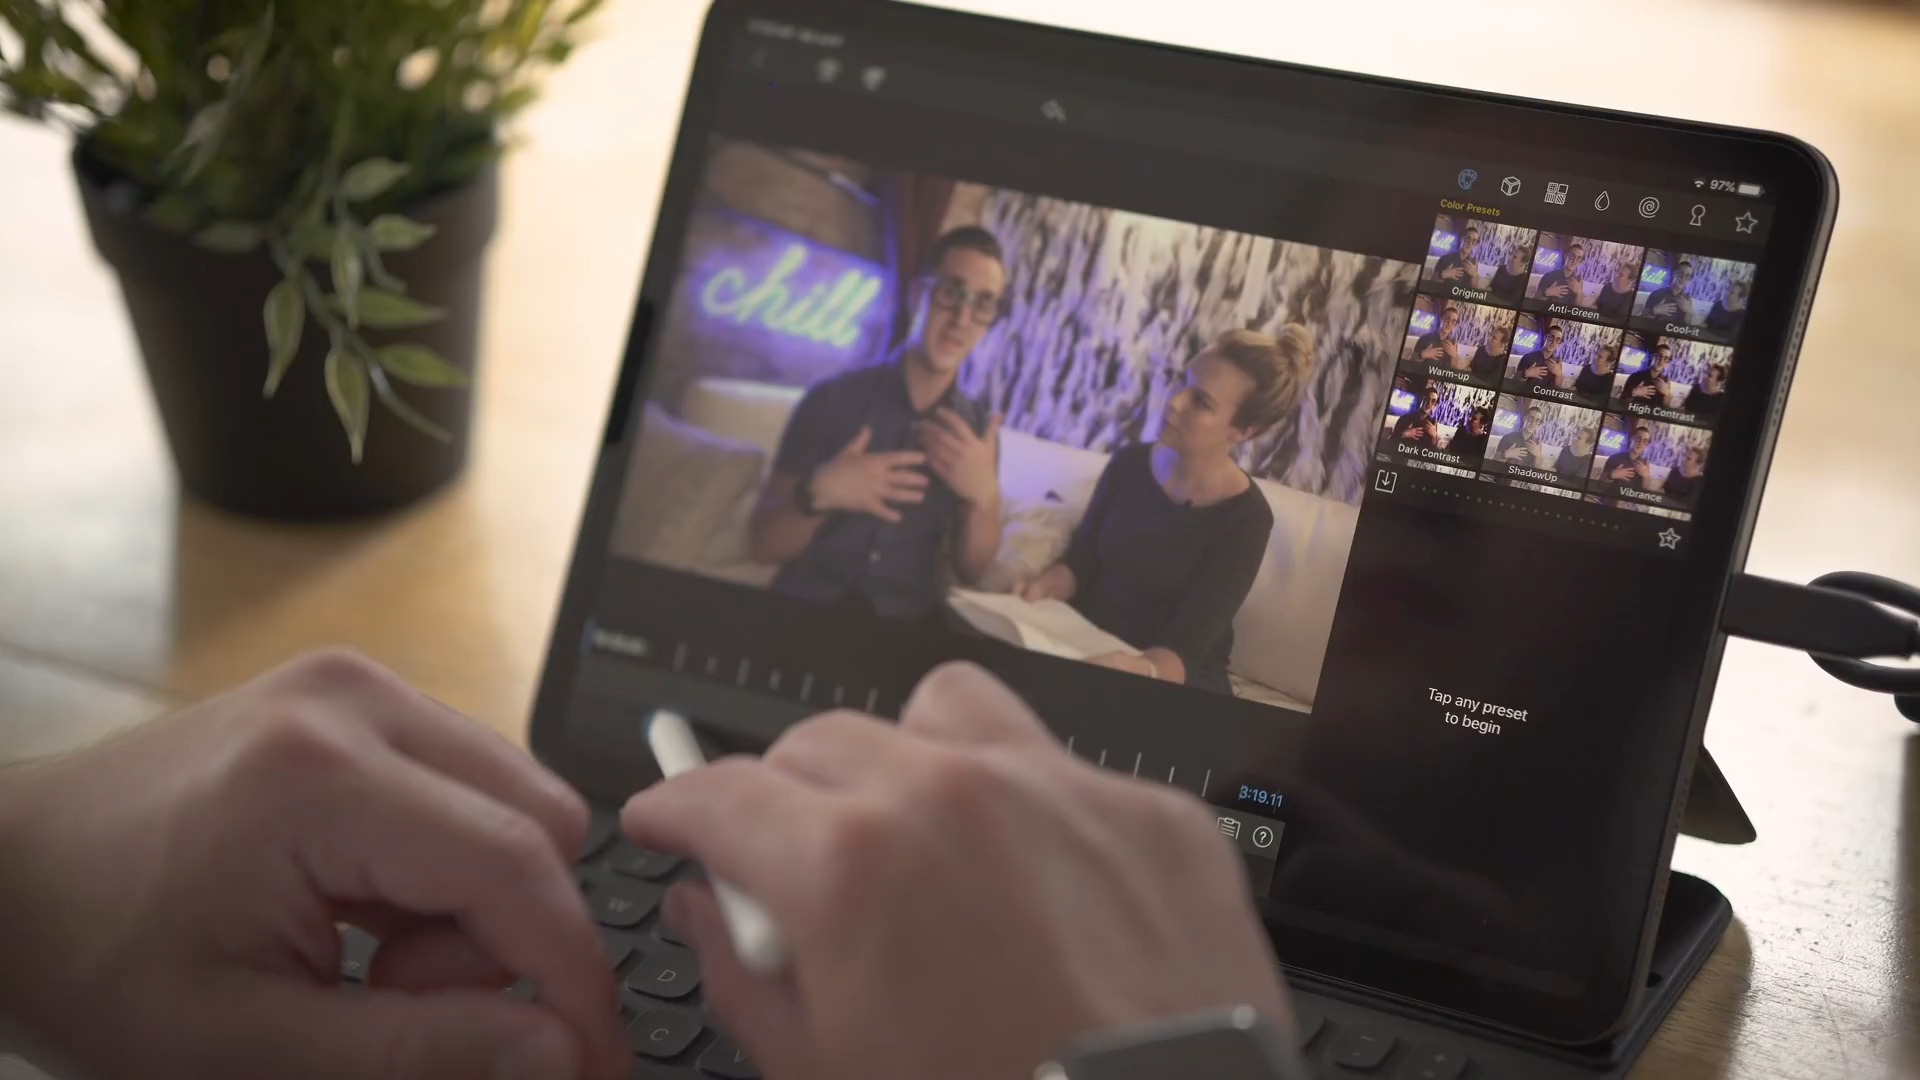 97%
Color Presets
chill
Original
Anti-Green
Cool-it
Warm-up
Contrast
High Contrast
Dark Contrast
ShadowUp
Vibrance
Tap any preset
to begin
3:19.11
?
W
D
C
V